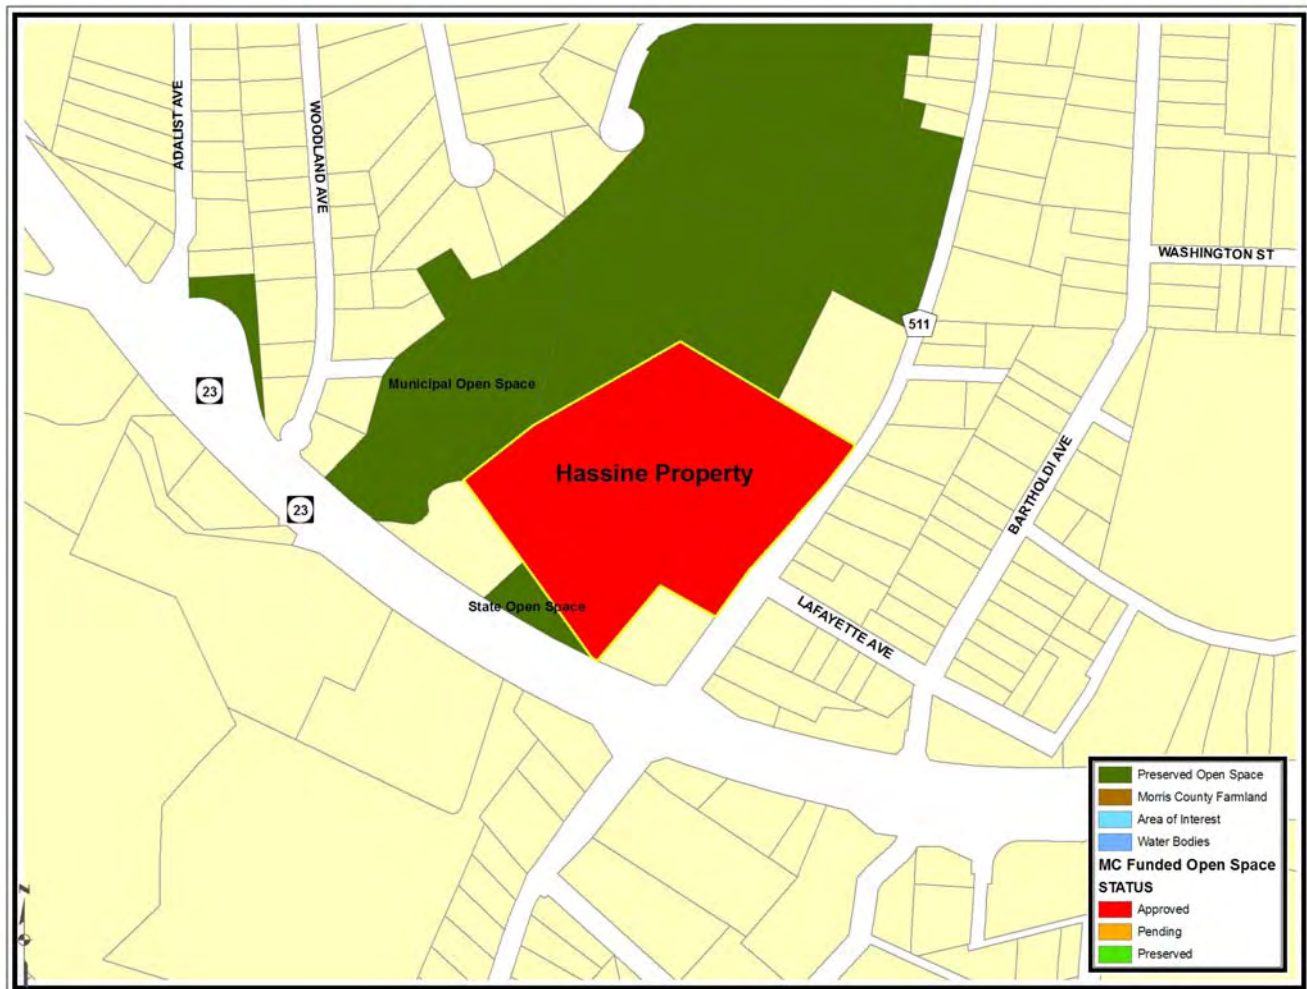 ADALIST AVE
WOODLAND AVE
WASHINGTON ST
511
23
Municipal Open Space
BARTHOLDI AVE
Hassine Property
23
State Open Space
LAFAYETTE AVE
Preserved Open Space
Morris County Farmland
Area of Interest
Water Bodies
MC Funded Open Space
STATUS
Approved
Pending
Preserved
N